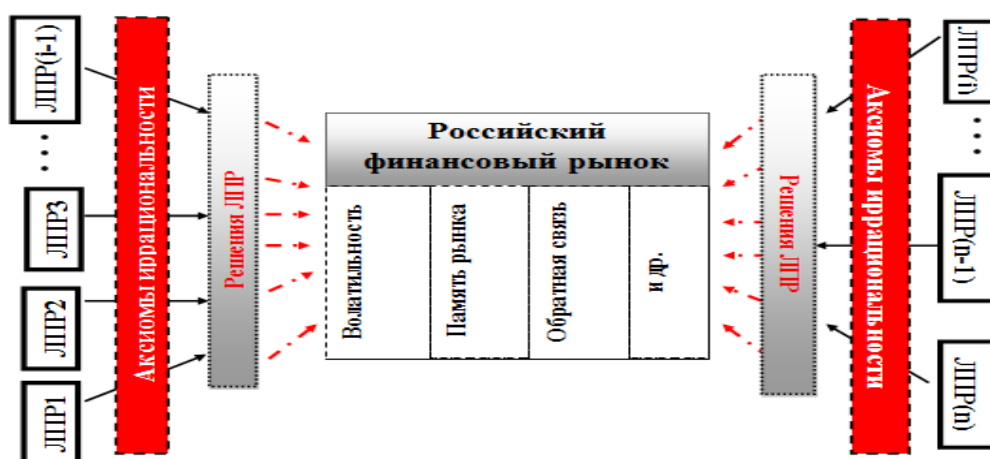 ЛПР(i-1)
...
ЛПР3
ЛПР2
ЛПР1
Аксиомы иррациональности
Решения ЛПР
Российский
финансовый рынок
Волатильность
Память рынка
Обратная связь
и др.
Решения ЛПР
Аксиомы иррациональности
ЛПР(i)
...
ЛПР(n-1)
ЛПР(n)